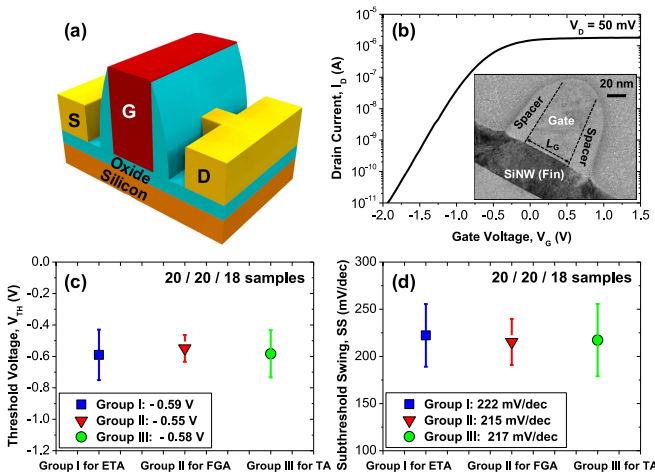 (a)
G
S
D
Oxide
Silicon
(b)
V_D = 50 mV
Drain Current, I_D (A)
10^-5
10^-6
10^-7
10^-8
10^-9
10^-10
10^-11
20 nm
Spacer
Gate
Spacer
L_G
SiNW (Fin)
-2.0 -1.5 -1.0 -0.5 0.0 0.5 1.0 1.5
Gate Voltage, V_G (V)
(c)
20 / 20 / 18 samples
Threshold Voltage, V_TH (V)
0.0
-0.2
-0.4
-0.6
-0.8
-1.0
-1.2
Group I: - 0.59 V
Group II: - 0.55 V
Group III: - 0.58 V
Group I for ETA Group II for FGA Group III for TA
(d)
20 / 20 / 18 samples
Subthreshold Swing, SS (mV/dec)
300
250
200
150
100
Group I: 222 mV/dec
Group II: 215 mV/dec
Group III: 217 mV/dec
Group I for ETA Group II for FGA Group III for TA